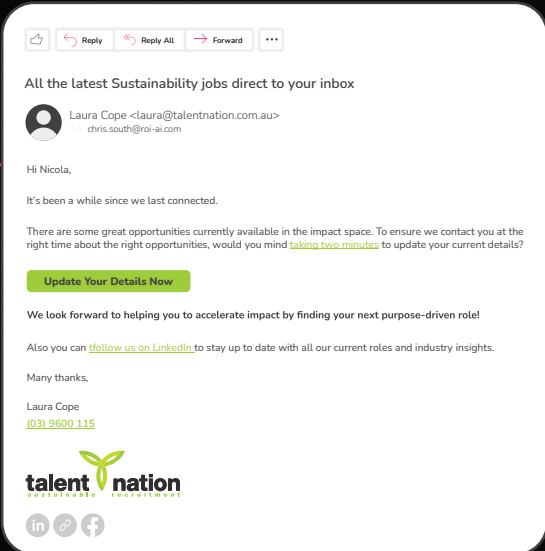 Reply
Reply All
Forward
All the latest Sustainability jobs direct to your inbox
Laura Cope <laura@talentnation.com.au>
To chris.south@roi-ai.com
Hi Nicola,
It's been a while since we last connected.
There are some great opportunities currently available in the impact space. To ensure we contact you at the
right time about the right opportunities, would you mind taking two minutes to update your current details?
Update Your Details Now
We look forward to helping you to accelerate impact by finding your next purpose-driven role!
Also you can tfollow us on LinkedIn to stay up to date with all our current roles and industry insights.
Many thanks,
Laura Cope
(03) 9600 115
talent nation
sustainable recruitment
in